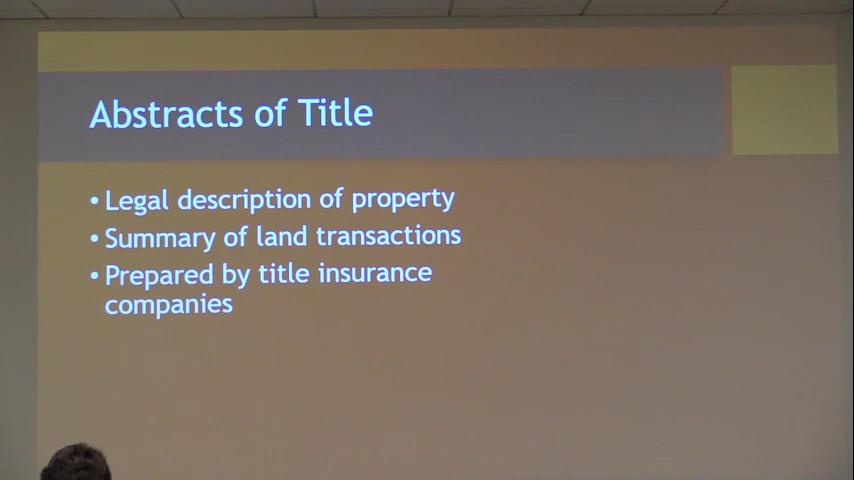 Abstracts of Title
• Legal description of property
• Summary of land transactions
• Prepared by title insurance
companies